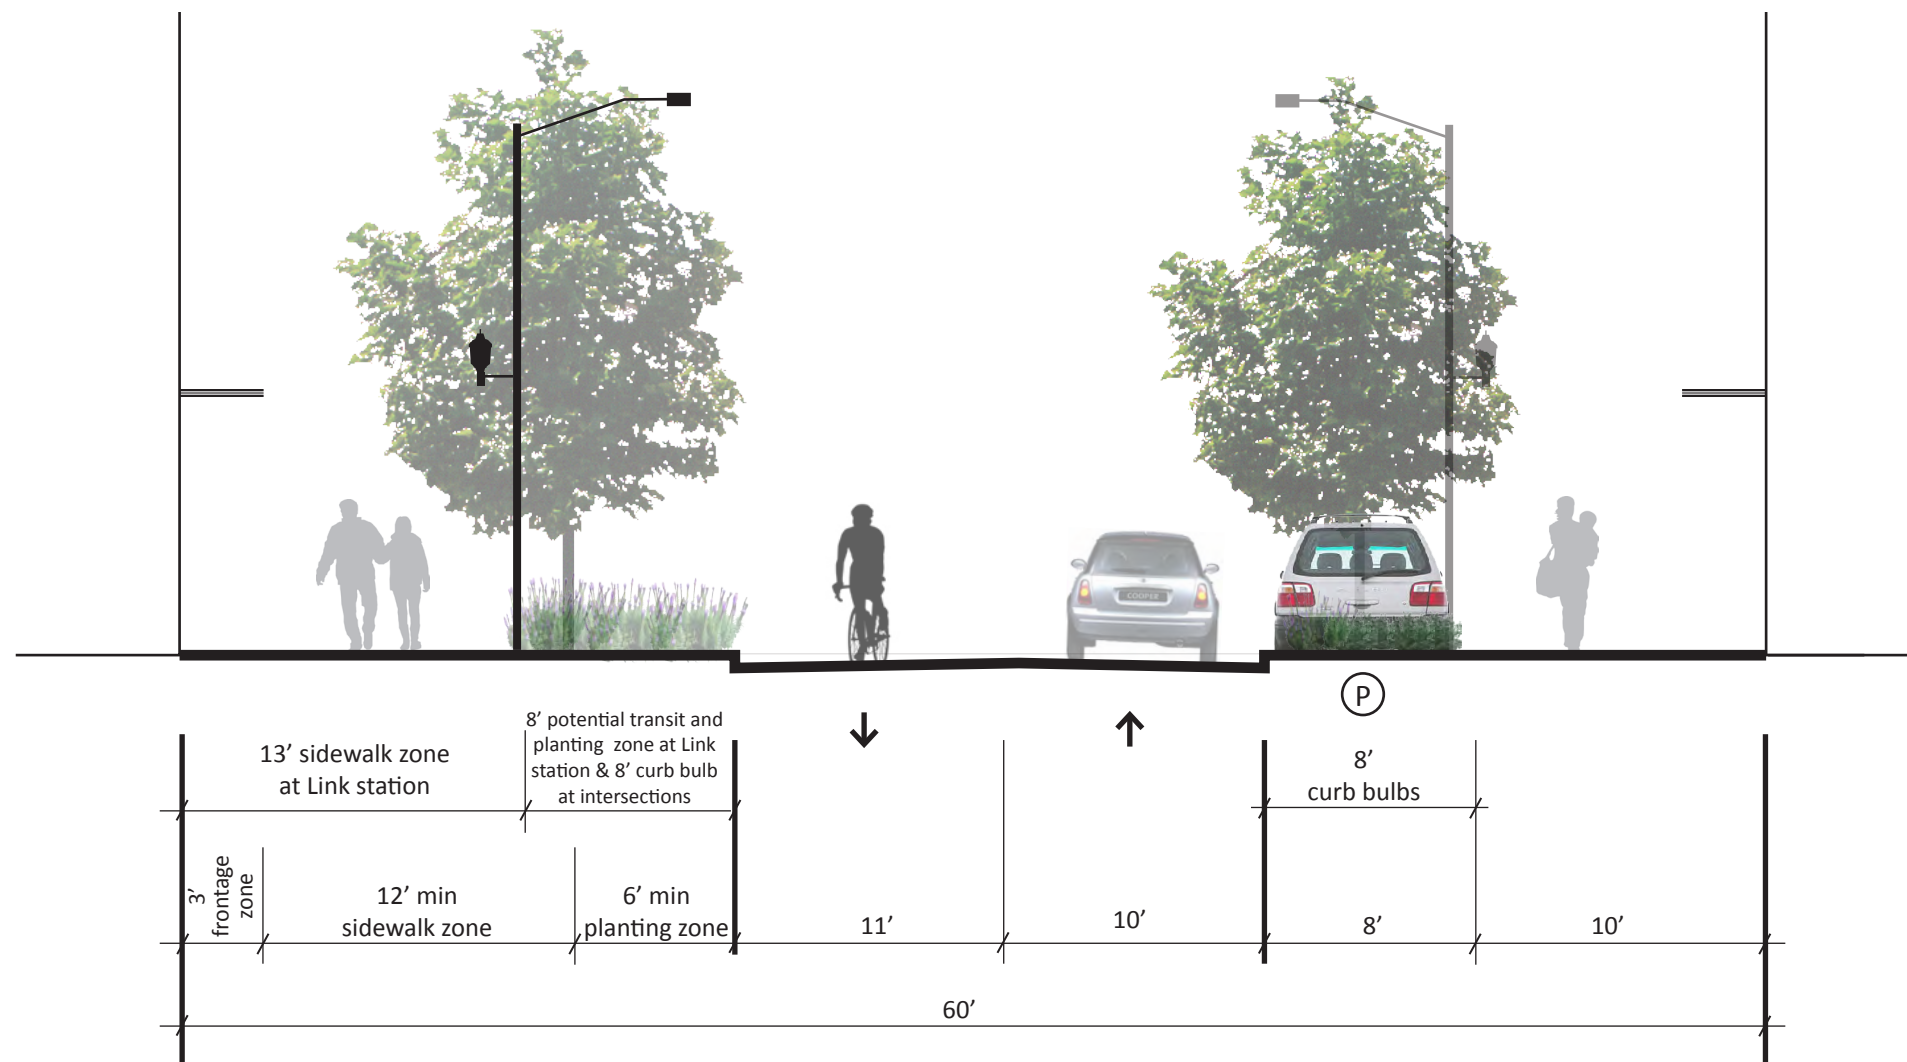 COOPER
P
8’ potential transit and
planting zone at Link
station & 8’ curb bulb
at intersections
13’ sidewalk zone
at Link station
8’
curb bulbs
3’
frontage
zone
12’ min
sidewalk zone
6’ min
planting zone
11’
10’
8’
10’
60’